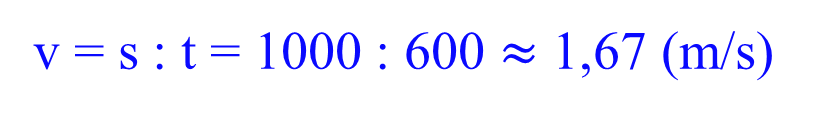 v = s : t = 1000 : 600 ≈ 1,67 (m/s)